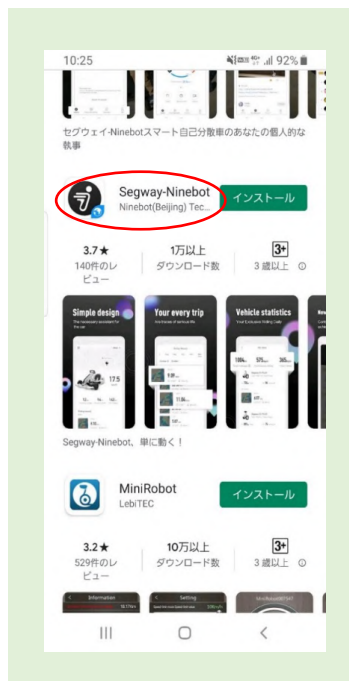 10:25
92%
セグウェイ-Ninebotスマート自己分散車のあなたの個人的な
執事
Segway-Ninebot
Ninebot(Beijing) Tec...
インストール
3.7★
140件のレ
ビュー
1万以上
ダウンロード数
3+
3 歳以上
Simple design
Your every trip
Vehicle statistics
17.5
Segway-Ninebot、単に動く！
MiniRobot
LebiTEC
インストール
3.2★
529件のレ
ビュー
10万以上
ダウンロード数
3+
3 歳以上
Information
Setting